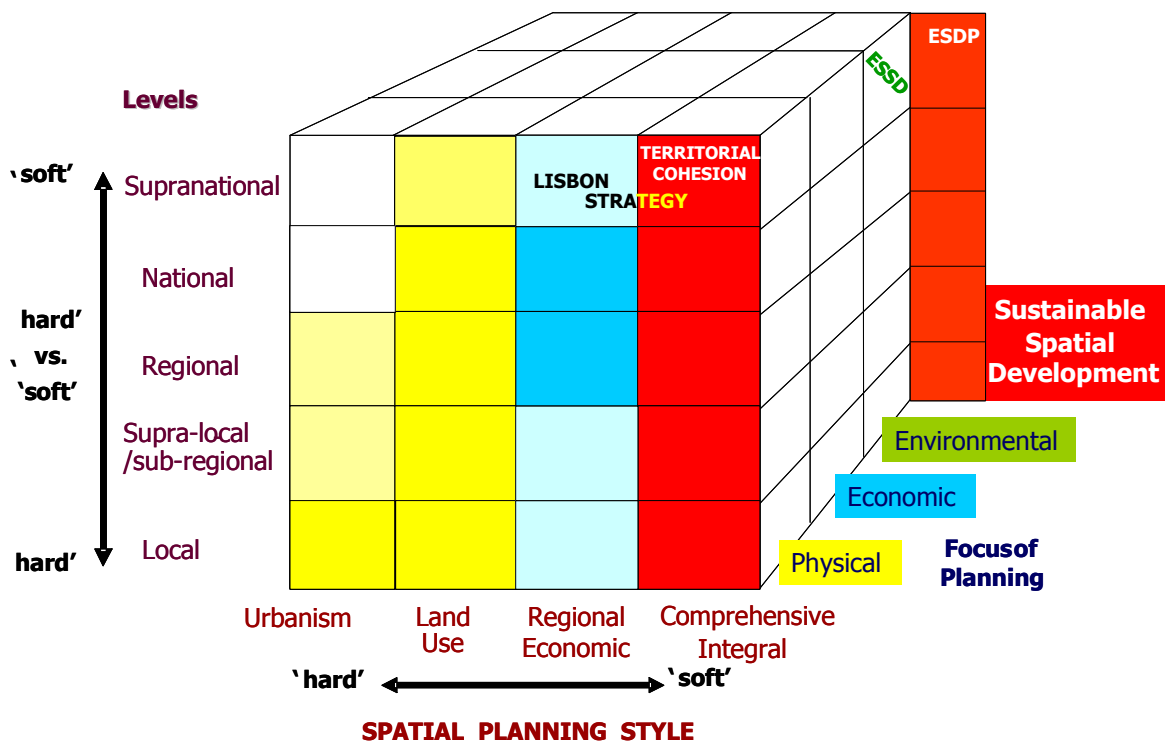 ESDP
ESSD
Levels
‘soft’
Supranational
LISBON
STRATEGY
TERRITORIAL
COHESION
National
hard’
‘ vs.
‘soft’
Regional
Supra-local
/sub-regional
hard’
Local
Sustainable
Spatial
Development
Environmental
Economic
Physical
Focusof
Planning
Urbanism
Land
Use
Regional
Economic
Comprehensive
Integral
‘hard’
‘soft’
SPATIAL PLANNING STYLE